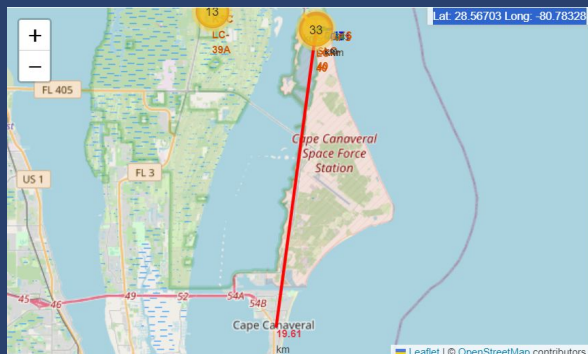 Lat: 28.56703 Long: -80.78328
13
LC-
39A
33
km
+
−
FL 405
Cape Canaveral
Space Force
Station
US 1
FL 3
45
46
49
52
54A
54B
Cape Canaveral
19.61
km
Leaflet | © OpenStreetMap contributors